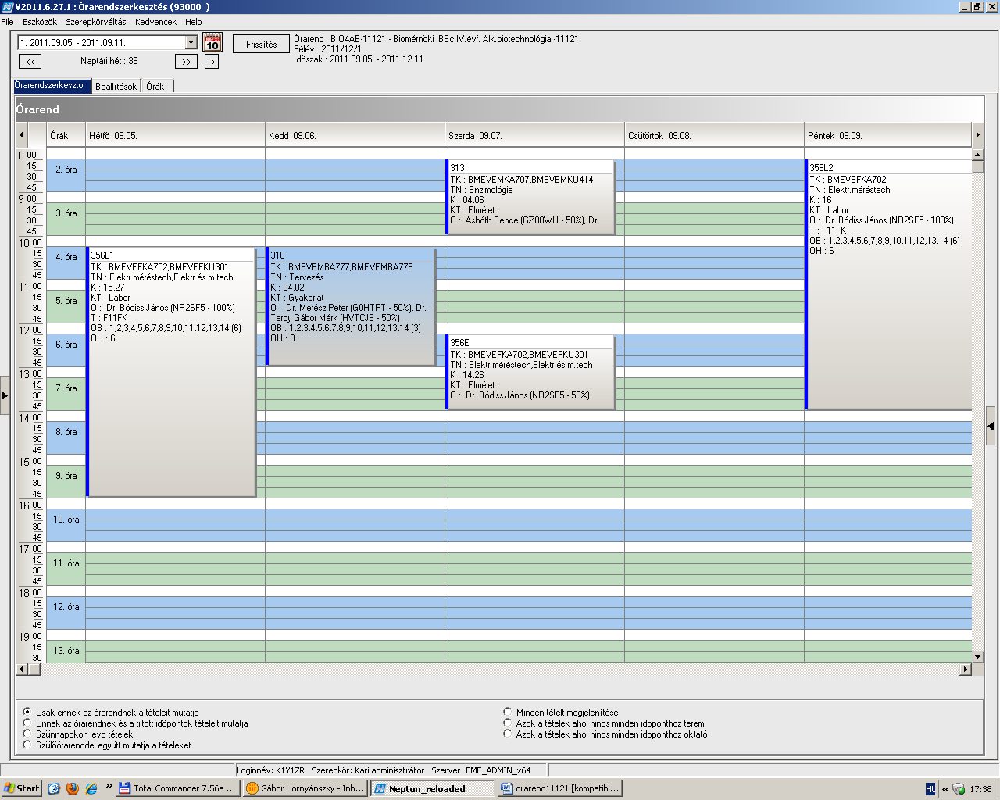 V2011.6.27.1 : Órarendszerkesztés (93000 )
File Eszközök Szerepkörváltás Kedvencek Help
1. 2011.09.05. - 2011.09.11.
10
Frissítés
Órarend : BIO4AB-11121 - Biomérnöki BSc IV.évf. Alk.biotechnológia -11121
Félév : 2011/12/1
Időszak : 2011.09.05. - 2011.12.11.
<< Naptári hét : 36 >> ->
Órarendszerkeszto Beállítások Órák
Órarend
Órák Hétfő 09.05. Kedd 09.06. Szerda 09.07. Csütörtök 09.08. Péntek 09.09.
8 00
15
30
45
9 00
15
30
45
10 00
15
30
45
11 00
15
30
45
12 00
15
30
45
13 00
15
30
45
14 00
15
30
45
15 00
15
30
45
16 00
15
30
45
17 00
15
30
45
18 00
15
30
45
19 00
15
30
2. óra
3. óra
4. óra
5. óra
6. óra
7. óra
8. óra
9. óra
10. óra
11. óra
12. óra
13. óra
356L1
TK : BMEVEFKA702,BMEVEFKU301
TN : Elektr.méréstech,Elektr.és m.tech
K : 15,27
KT : Labor
O : Dr. Bódiss János (NR2SF5 - 100%)
T : F11FK
OB : 1,2,3,4,5,6,7,8,9,10,11,12,13,14 (6)
OH : 6
316
TK : BMEVEMBA777,BMEVEMBA778
TN : Tervezés
K : 04,02
KT : Gyakorlat
O : Dr. Merész Péter (G0HTPT - 50%), Dr.
Tardy Gábor Márk (HVTCJE - 50%)
OB : 1,2,3,4,5,6,7,8,9,10,11,12,13,14 (3)
OH : 3
313
TK : BMEVEMKA707,BMEVEMKU414
TN : Enzimológia
K : 04,06
KT : Elmélet
O : Asbóth Bence (GZ88WU - 50%), Dr.
356E
TK : BMEVEFKA702,BMEVEFKU301
TN : Elektr.méréstech,Elektr.és m.tech
K : 14,26
KT : Elmélet
O : Dr. Bódiss János (NR2SF5 - 50%)
356L2
TK : BMEVEFKA702
TN : Elektr.méréstech
K : 16
KT : Labor
O : Dr. Bódiss János (NR2SF5 - 100%)
T : F11FK
OB : 1,2,3,4,5,6,7,8,9,10,11,12,13,14 (6)
OH : 6
Csak ennek az órarendnek a tételeit mutatja
Ennek az órarendnek és a tiltott időpontok tételeit mutatja
Szünnapokon levo tételek
Szülőórarenddel együtt mutatja a tételeket
Minden tételt megjelenítése
Azok a tételek ahol nincs minden idoponthoz terem
Azok a tételek ahol nincs minden idoponthoz oktató
Loginnév: K1Y1ZR Szerepkör: Kari adminisztrátor Szerver: BME_ADMIN_x64
Start » Total Commander 7.56a ... Gábor Hornyánszky - Inb... Neptun_reloaded orarend11121 [kompatibi... HU « 17:38